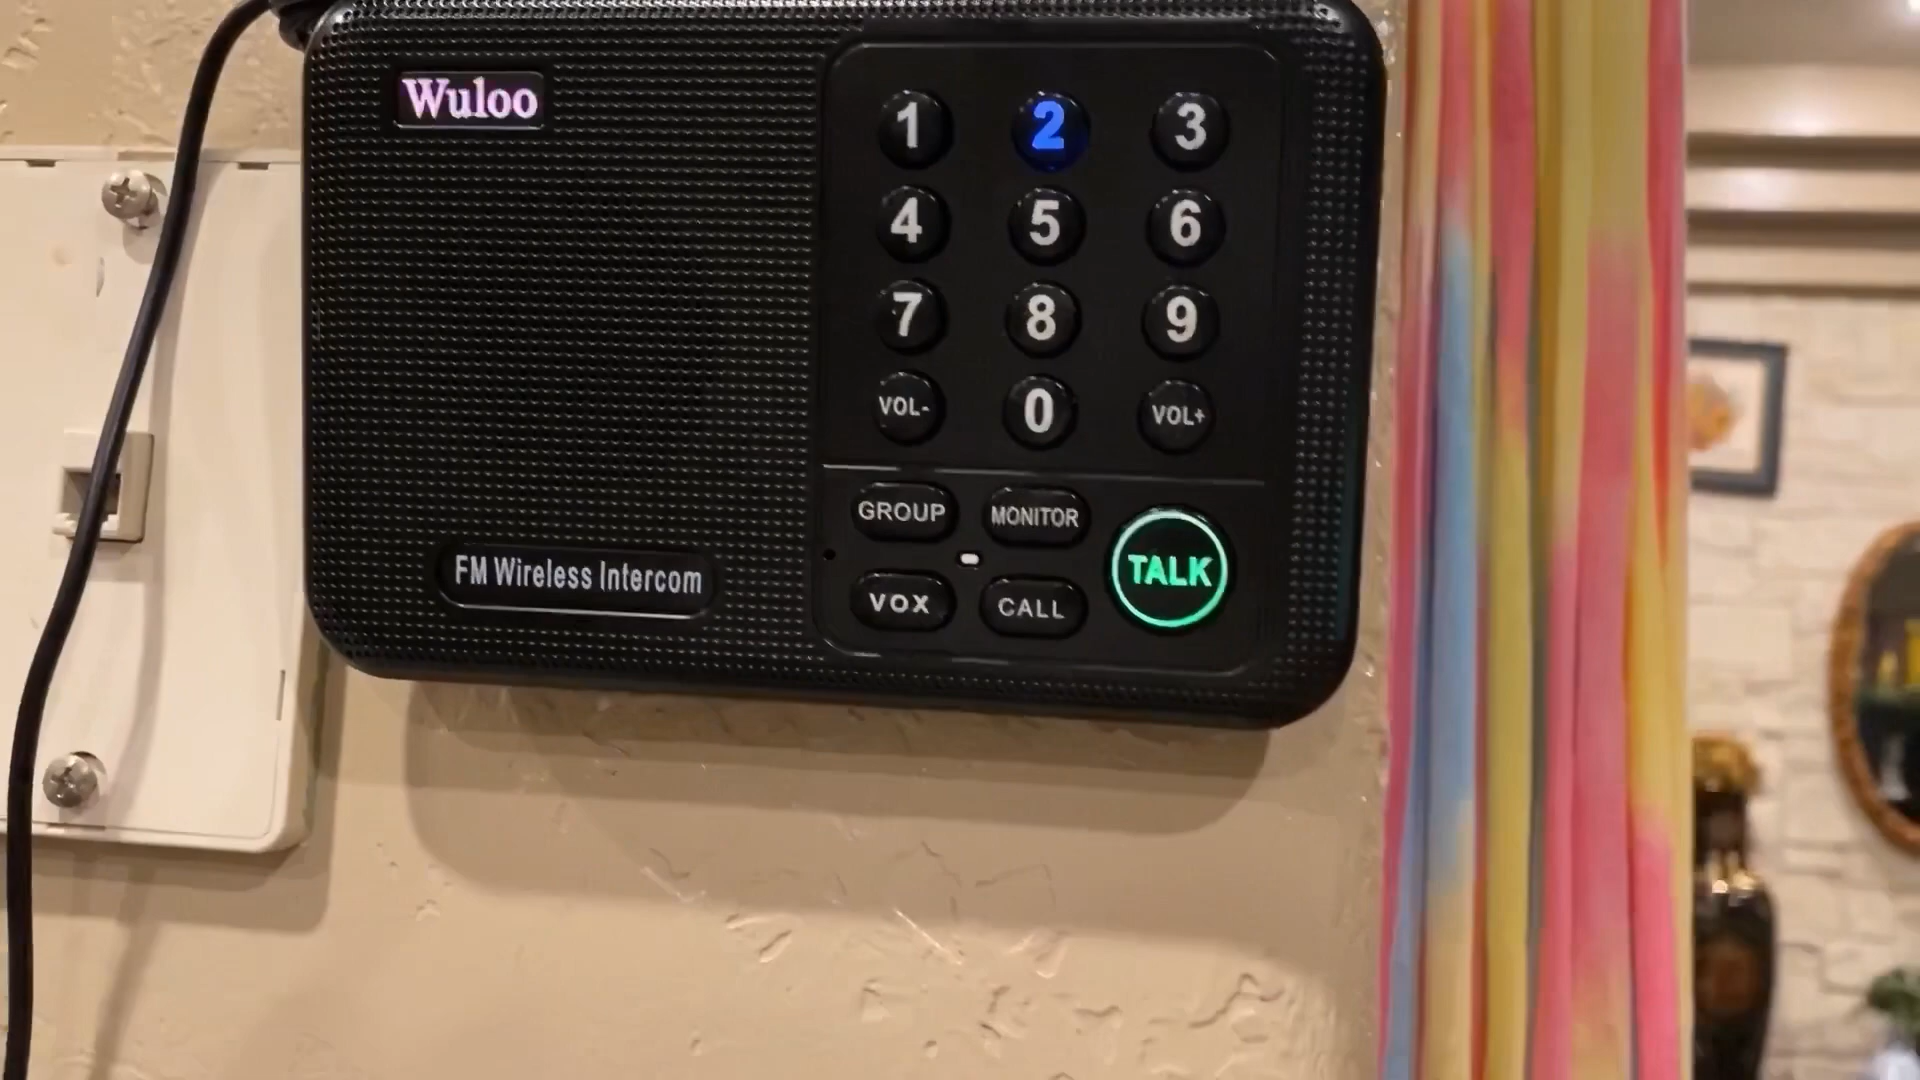 Wuloo
1 2 3
4 5 6
7 8 9
VOL- 0 VOL+
GROUP MONITOR
TALK
VOX CALL
FM Wireless Intercom